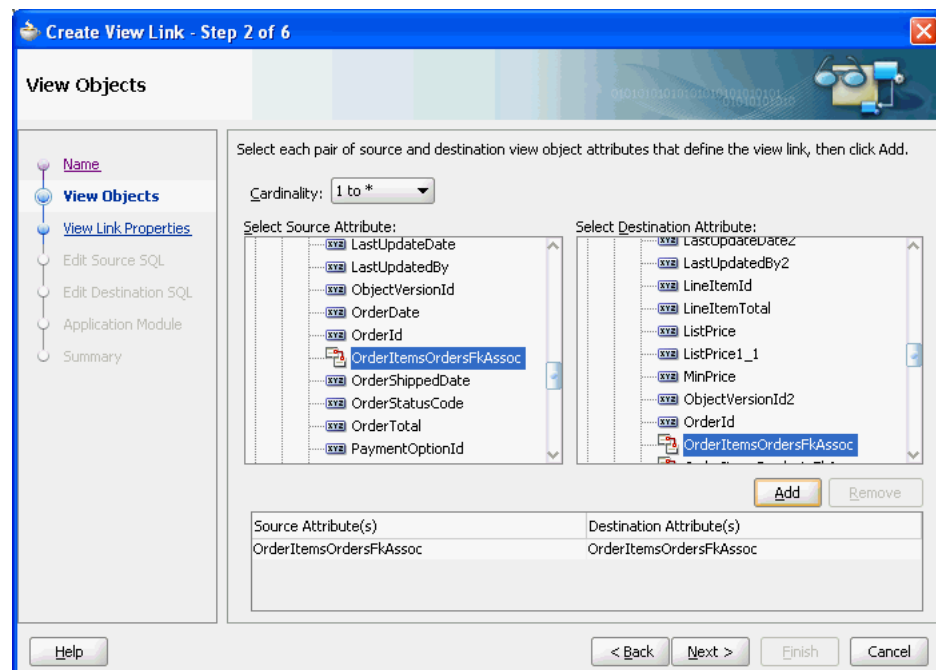 Create View Link - Step 2 of 6
View Objects
Name
View Objects
View Link Properties
Edit Source SQL
Edit Destination SQL
Application Module
Summary
Select each pair of source and destination view object attributes that define the view link, then click Add.
Cardinality: 1 to *
Select Source Attribute:
LastUpdateDate
LastUpdatedBy
ObjectVersionId
OrderDate
OrderId
OrderItemsOrdersFkAssoc
OrderShippedDate
OrderStatusCode
OrderTotal
PaymentOptionId
Select Destination Attribute:
LastUpdateDate2
LastUpdatedBy2
LineItemId
LineItemTotal
ListPrice
ListPrice1_1
MinPrice
ObjectVersionId2
OrderId
OrderItemsOrdersFkAssoc
Add Remove
Source Attribute(s) Destination Attribute(s)
OrderItemsOrdersFkAssoc OrderItemsOrdersFkAssoc
Help < Back Next > Finish Cancel